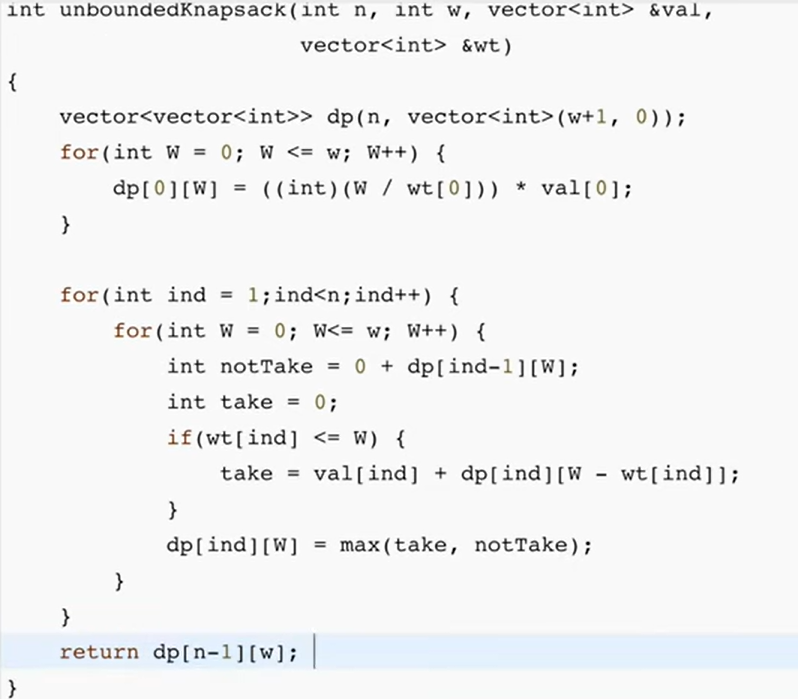 int unboundedKnapsack(int n, int w, vector<int> &val,
                      vector<int> &wt)
{
    vector<vector<int>> dp(n, vector<int>(w+1, 0));
    for(int W = 0; W <= w; W++) {
        dp[0][W] = ((int)(W / wt[0])) * val[0];
    }

    for(int ind = 1;ind<n;ind++) {
        for(int W = 0; W<= w; W++) {
            int notTake = 0 + dp[ind-1][W];
            int take = 0;
            if(wt[ind] <= W) {
                take = val[ind] + dp[ind][W - wt[ind]];
            }
            dp[ind][W] = max(take, notTake);
        }
    }
    return dp[n-1][w];
}